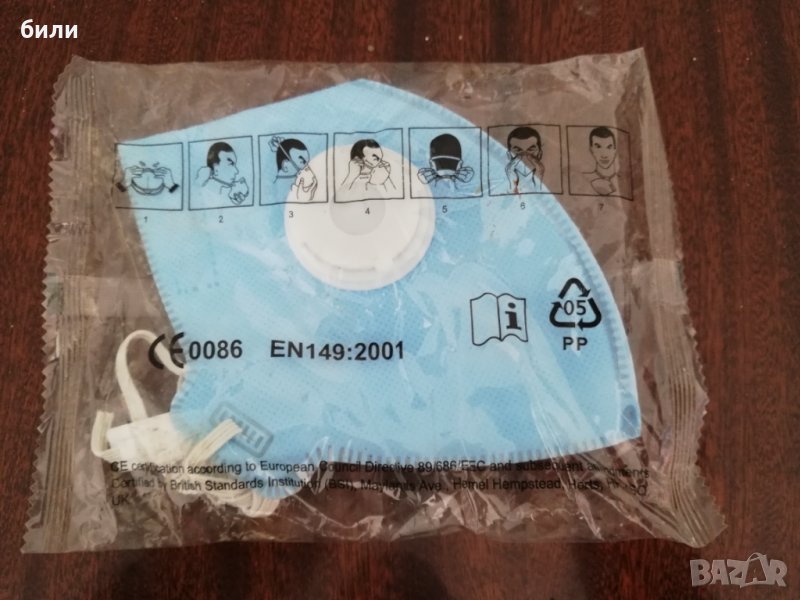 били
1 2 3 4 5 6 7
05
PP
CE 0086 EN149:2001
CE certification according to European Council Directive 89/686/EEC and subsequent amendments
Certified by British Standards Institution (BSI), Maylands Ave., Hemel Hempstead, Herts,
UK
BAZAR